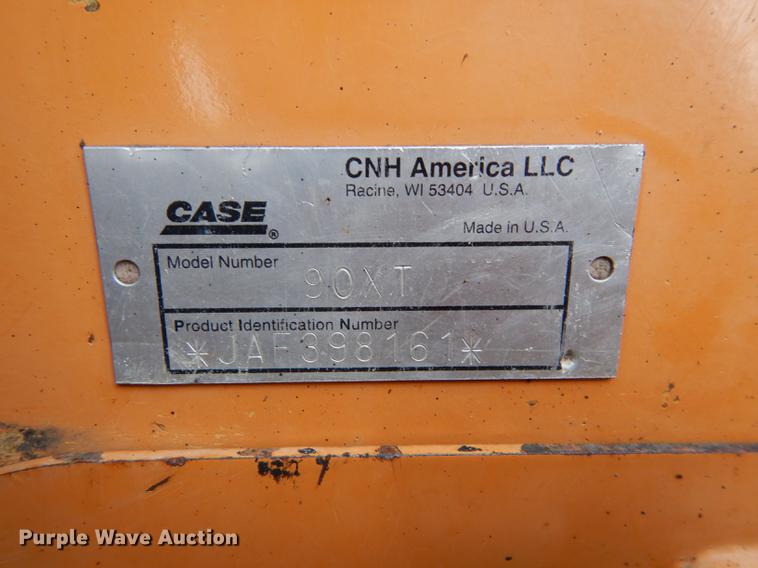 CNH America LLC
Racine, WI 53404 U.S.A.
CASE®
Made in U.S.A.
Model Number
90XT
Product Identification Number
*JAF398161*
Purple Wave Auction